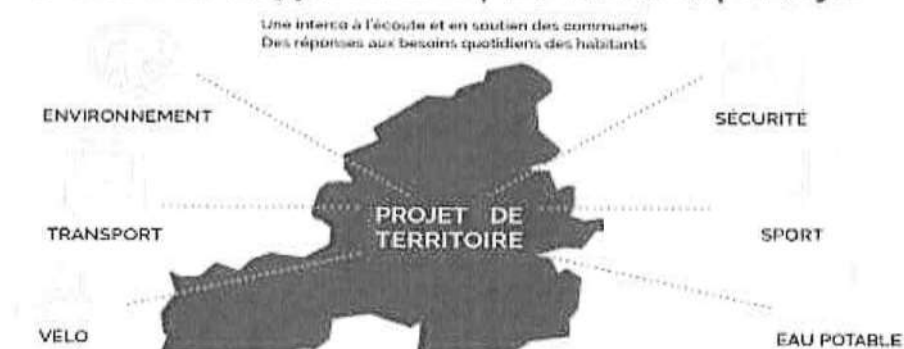 Une interco à l'écoute et en soutien des communes
Des réponses aux besoins quotidiens des habitants
ENVIRONNEMENT
SÉCURITÉ
PROJET DE
TERRITOIRE
TRANSPORT
SPORT
VÉLO
EAU POTABLE